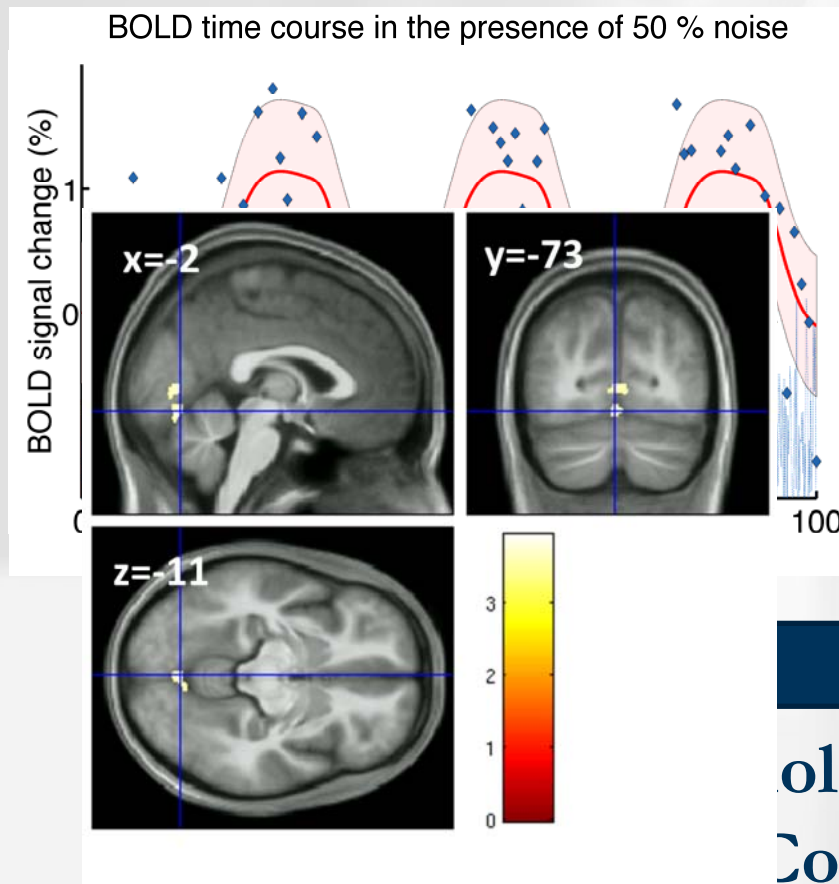 BOLD time course in the presence of 50 % noise
BOLD signal change (%)
1
0
x=-2
y=-73
100
z=-11
3
2
1
0